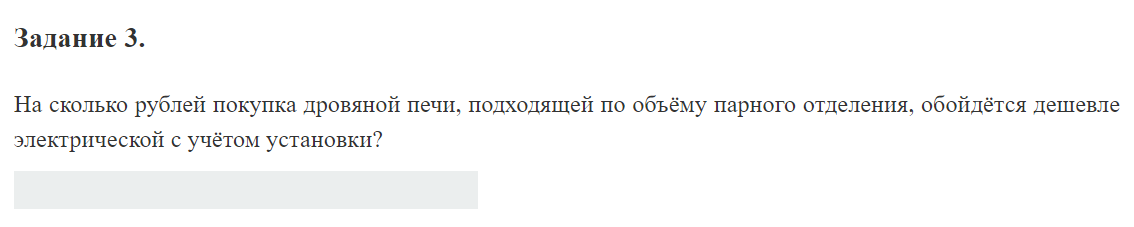 Задание 3.
На сколько рублей покупка дровяной печи, подходящей по объёму парного отделения, обойдётся дешевле
электрической с учётом установки?